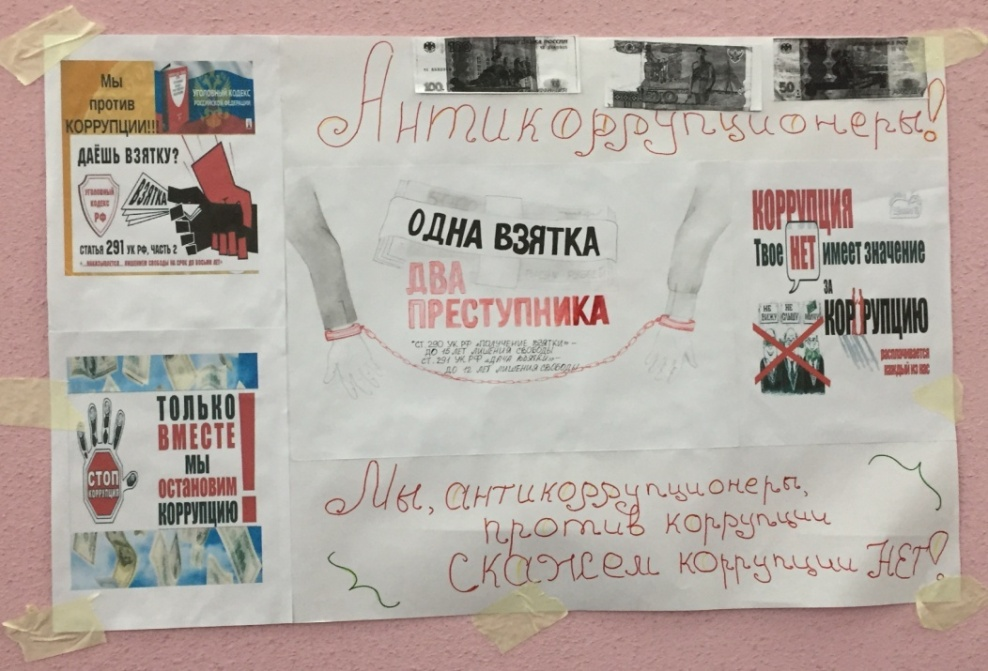 100
50
Антикоррупционеры!
Мы
против
КОРРУПЦИИ!!!
УГОЛОВНЫЙ КОДЕКС
РОССИЙСКОЙ ФЕДЕРАЦИИ
ДАЁШЬ ВЗЯТКУ?
УГОЛОВНЫЙ
КОДЕКС
РФ
ВЗЯТКА
СТАТЬЯ 291 УК РФ, ЧАСТЬ 2
"...НАКАЗЫВАЕТСЯ... ЛИШЕНИЕМ СВОБОДЫ НА СРОК ДО ВОСЬМИ ЛЕТ"
ОДНА ВЗЯТКА
ДВА
ПРЕСТУПНИКА
"СТ. 290 УК РФ «ПОЛУЧЕНИЕ ВЗЯТКИ» –
ДО 15 ЛЕТ ЛИШЕНИЯ СВОБОДЫ
СТ. 291 УК РФ «ДАЧА ВЗЯТКИ» –
ДО 12 ЛЕТ ЛИШЕНИЯ СВОБОДЫ
КОРРУПЦИЯ
Твое НЕТ имеет значение
НЕ ВИЖУ
НЕ СЛЫШУ
ЗА
КОРРУПЦИЮ
расплачивается
каждый из нас
СТОП
КОРРУПЦИЯ
ТОЛЬКО
ВМЕСТЕ
МЫ
ОСТАНОВИМ
КОРРУПЦИЮ!
Мы, антикоррупционеры,
против коррупции
Скажем коррупции НЕТ!